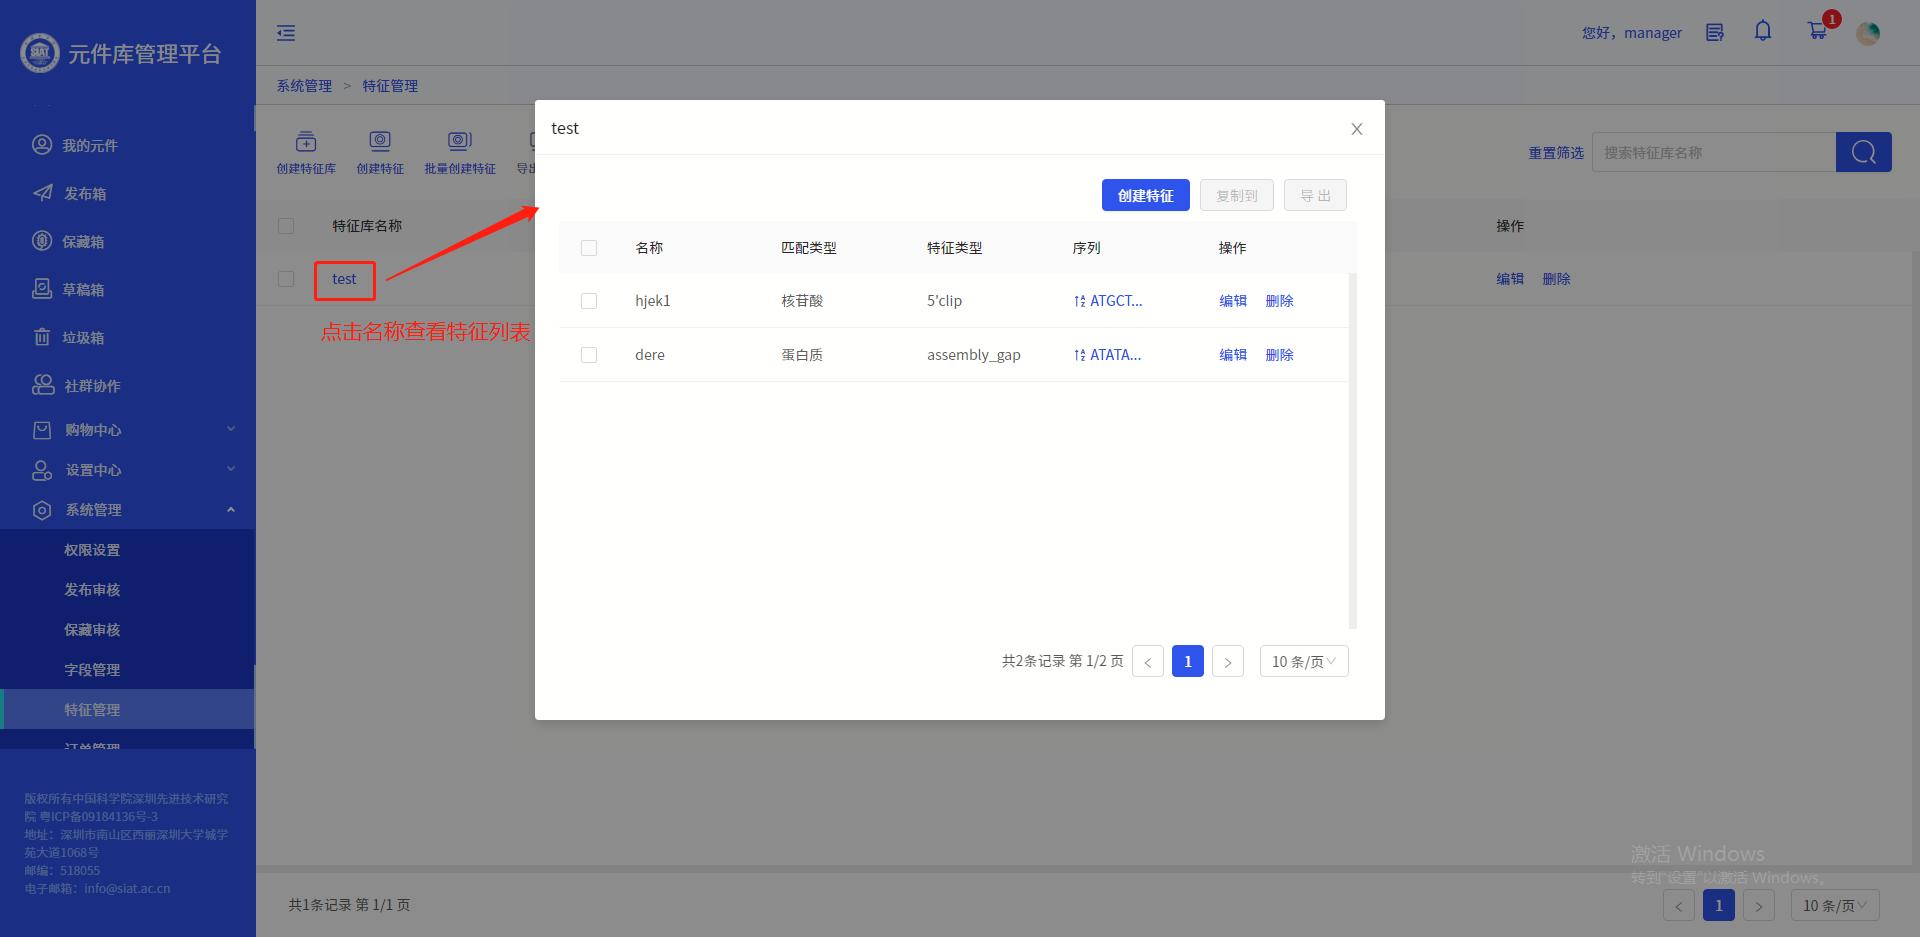 元件库管理平台
我的元件
发布箱
保藏箱
草稿箱
垃圾箱
社群协作
购物中心
设置中心
系统管理
权限设置
发布审核
保藏审核
字段管理
特征管理
订单管理
版权所有中国科学院深圳先进技术研究
院 粤ICP备09184136号-3
地址：深圳市南山区西丽深圳大学城学
苑大道1068号
邮编：518055
电子邮箱：info@siat.ac.cn
您好，manager
1
系统管理 > 特征管理
创建特征库 创建特征 批量创建特征 导出
重置筛选 搜索特征库名称
特征库名称 操作
test 编辑 删除
点击名称查看特征列表
test
创建特征 复制到 导 出
名称 匹配类型 特征类型 序列 操作
hjek1 核苷酸 5'clip ATGCT... 编辑 删除
dere 蛋白质 assembly_gap ATATA... 编辑 删除
共2条记录 第 1/2 页 < 1 > 10 条/页
激活 Windows
转到"设置"以激活 Windows。
共1条记录 第 1/1 页 < 1 > 10 条/页